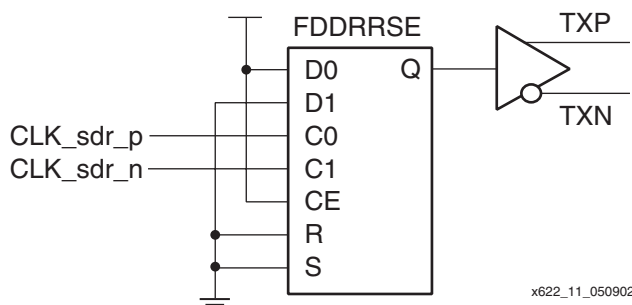 FDDRRSE
TXP
D0 Q
D1
TXN
CLK_sdr_p C0
CLK_sdr_n C1
CE
R
S
x622_11_050902